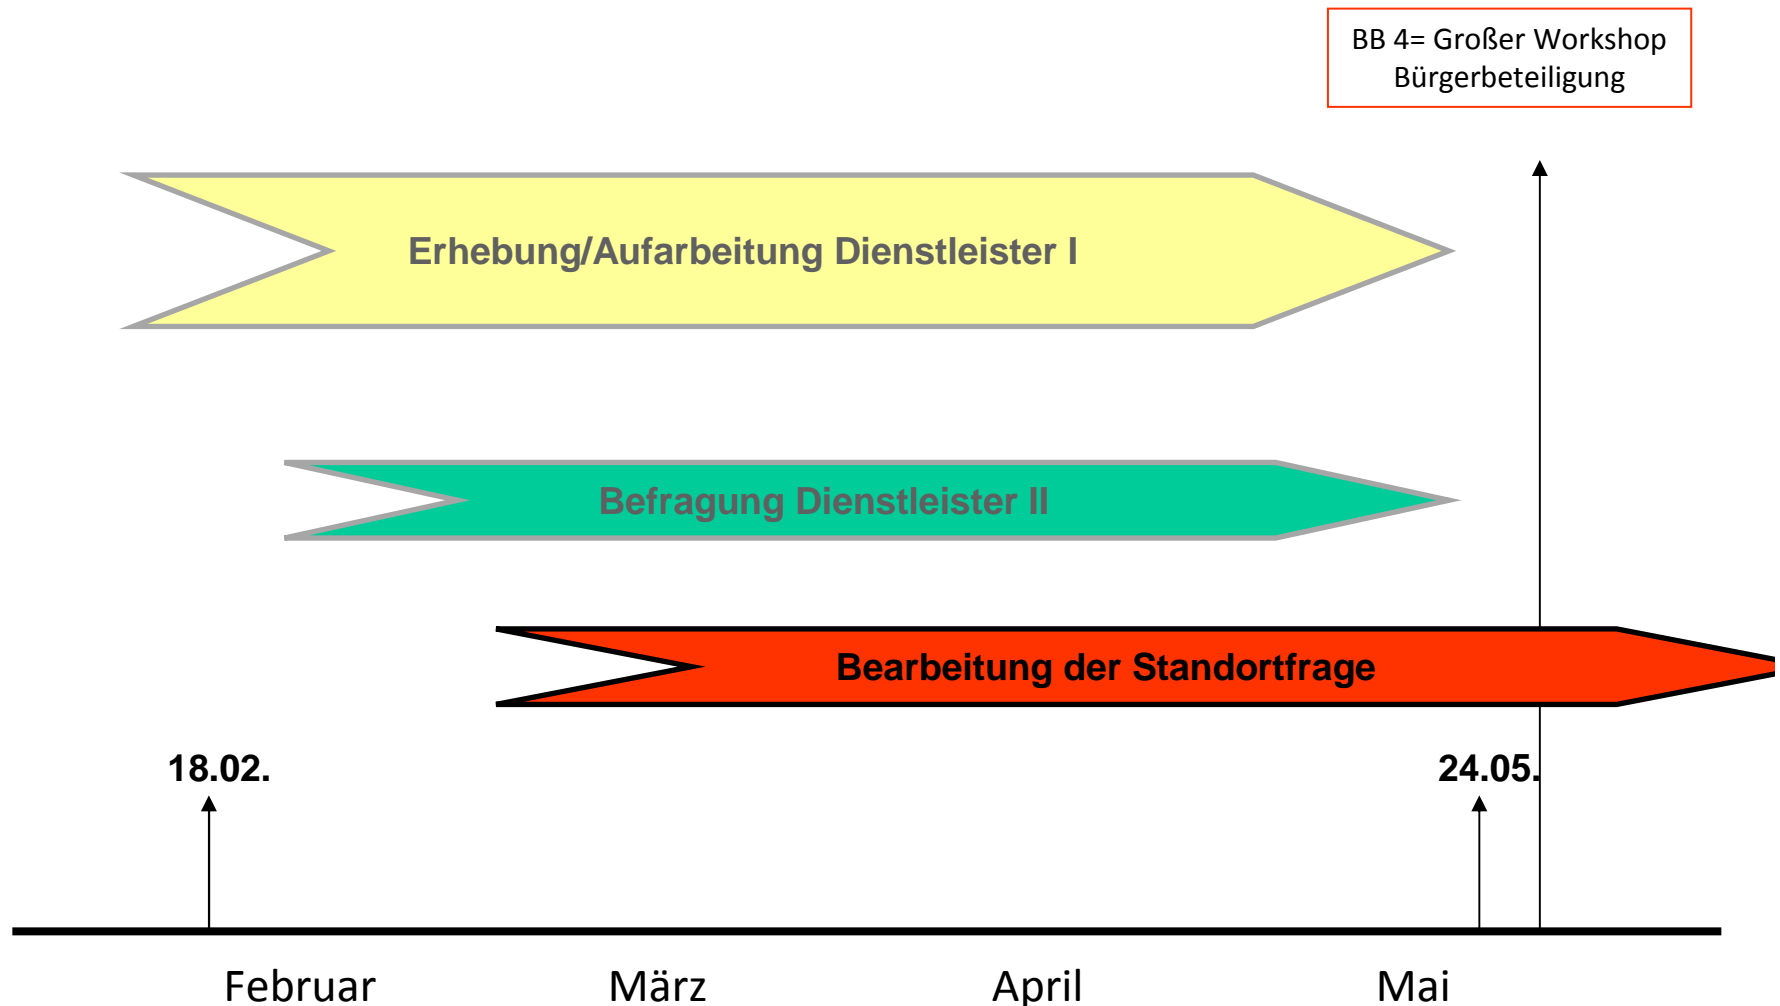 BB 4= Großer Workshop
Bürgerbeteiligung
Erhebung/Aufarbeitung Dienstleister I
Befragung Dienstleister II
Bearbeitung der Standortfrage
18.02.
24.05.
Februar
März
April
Mai